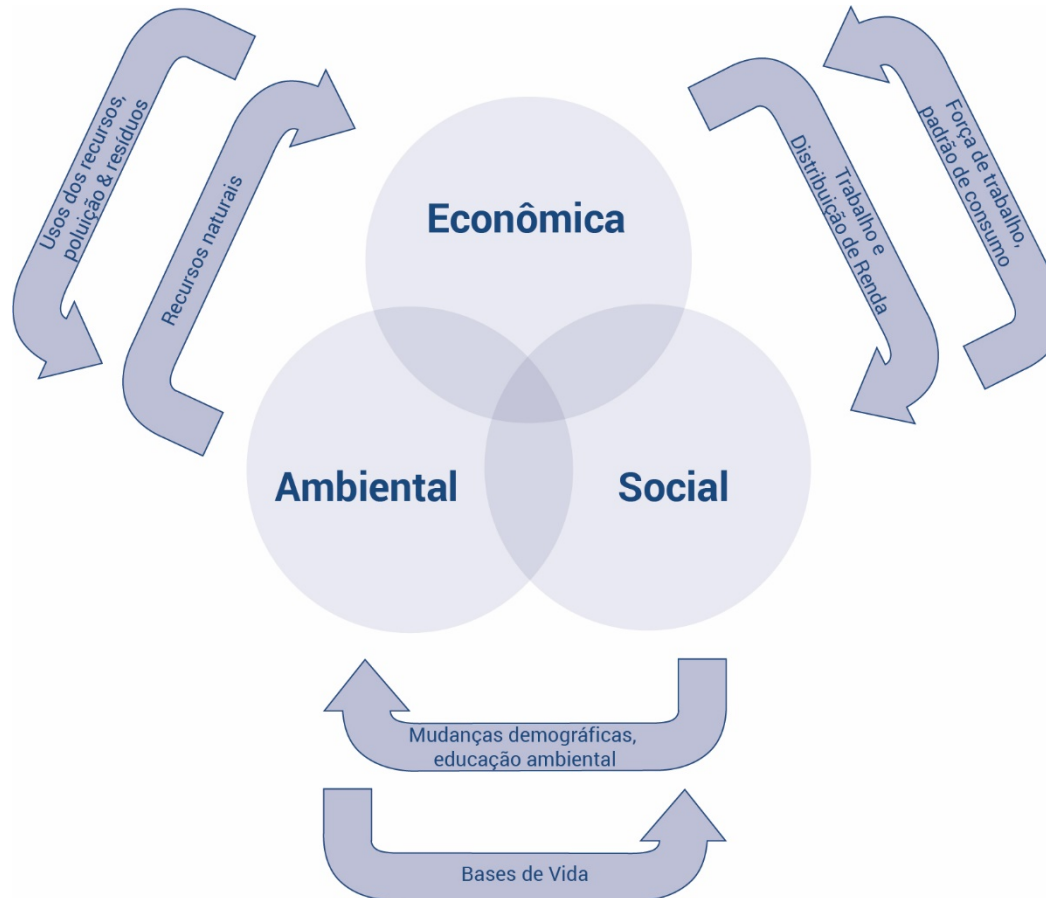 Usos dos recursos,
poluição & resíduos
Recursos naturais
Econômica
Trabalho e
Distribuição de Renda
Força de trabalho,
padrão de consumo
Ambiental
Social
Mudanças demográficas,
educação ambiental
Bases de Vida